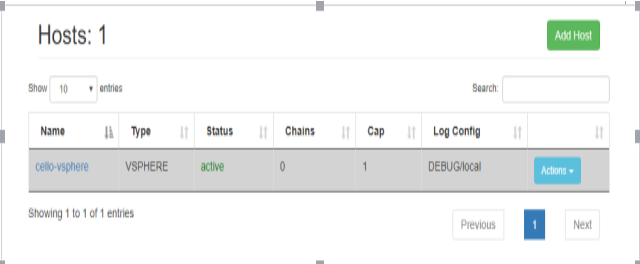 Hosts: 1
Add Host
Show 10 entries
Search:
Name Type Status Chains Cap Log Config
cello-vsphere VSPHERE active 0 1 DEBUG/local Actions
Showing 1 to 1 of 1 entries
Previous 1 Next